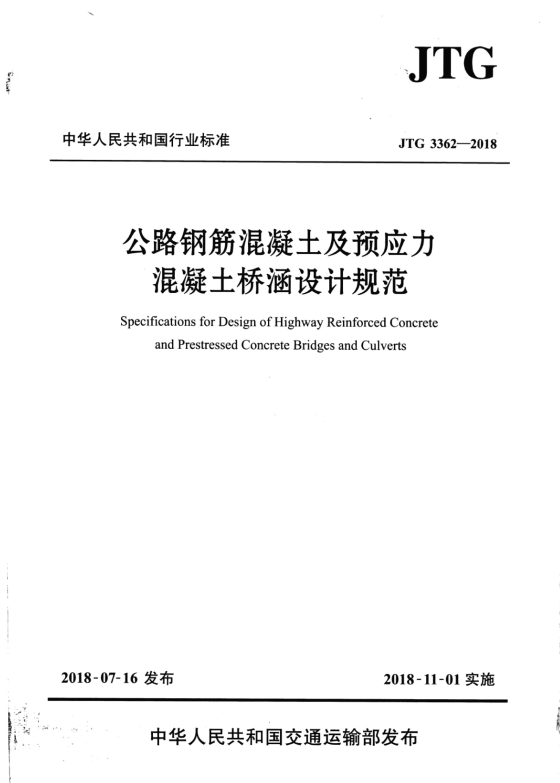 JTG
中华人民共和国行业标准
JTG 3362—2018
公路钢筋混凝土及预应力
混凝土桥涵设计规范
Specifications for Design of Highway Reinforced Concrete
and Prestressed Concrete Bridges and Culverts
2018-07-16 发布
2018-11-01 实施
中华人民共和国交通运输部发布